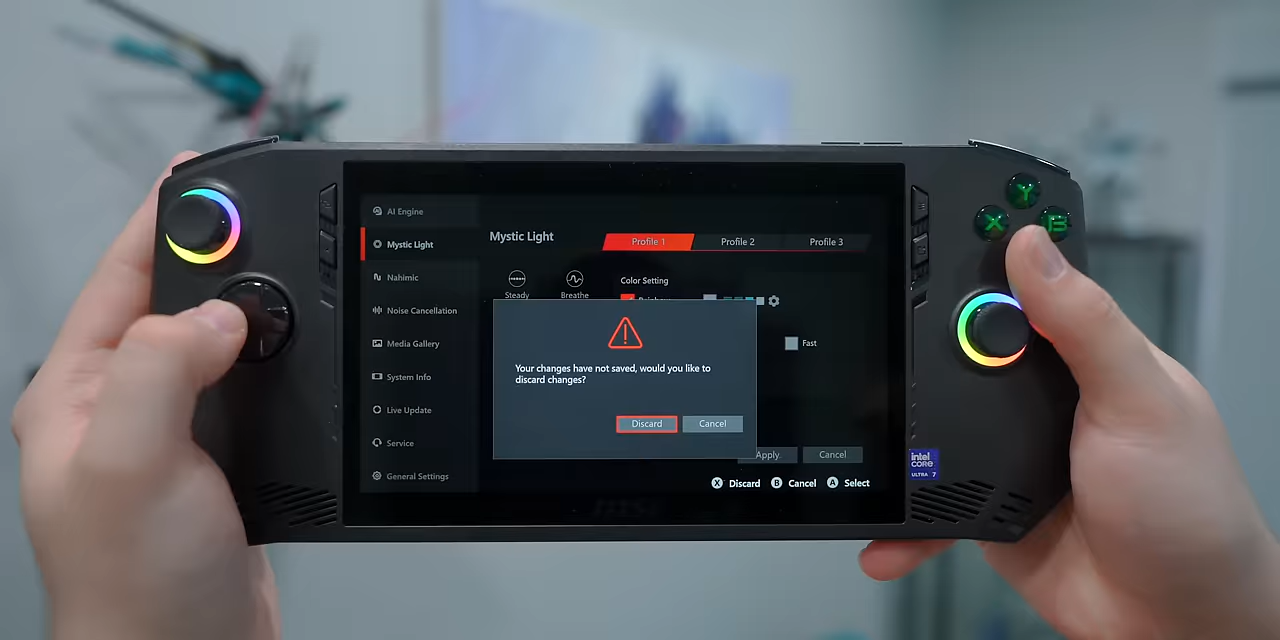 AI Engine
Mystic Light
Nahimic
Noise Cancellation
Media Gallery
System Info
Live Update
Service
General Settings
Mystic Light
Profile 1
Profile 2
Profile 3
Steady
Breathe
Color Setting
Fast
Your changes have not saved, would you like to
discard changes?
Discard
Cancel
Apply
Cancel
X Discard
B Cancel
A Select
Y
X
B
intel
CORE
ULTRA 7
msi